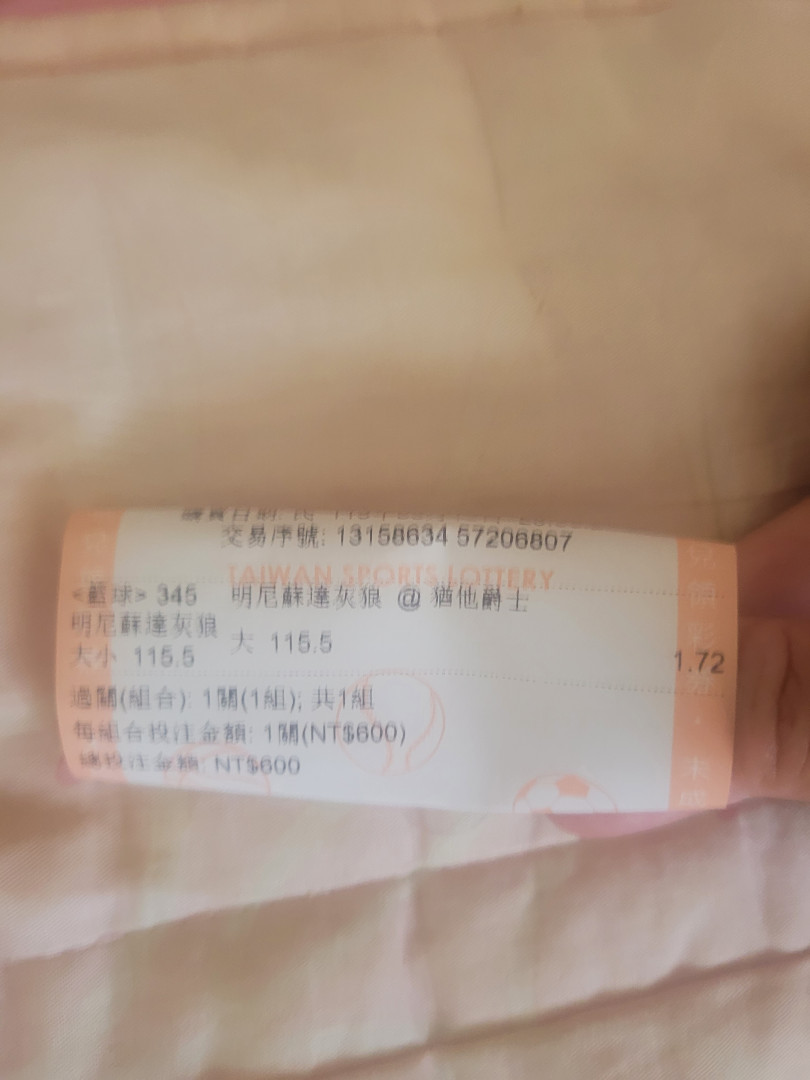 交易序號: 13158634 57206807
TAIWAN SPORTS LOTTERY
<籃球> 345 明尼蘇達灰狼 @ 猶他爵士
明尼蘇達灰狼
大小 115.5 大 115.5 1.72
過關(組合): 1關(1組); 共1組
每組合投注金額: 1關(NT$600)
總投注金額: NT$600